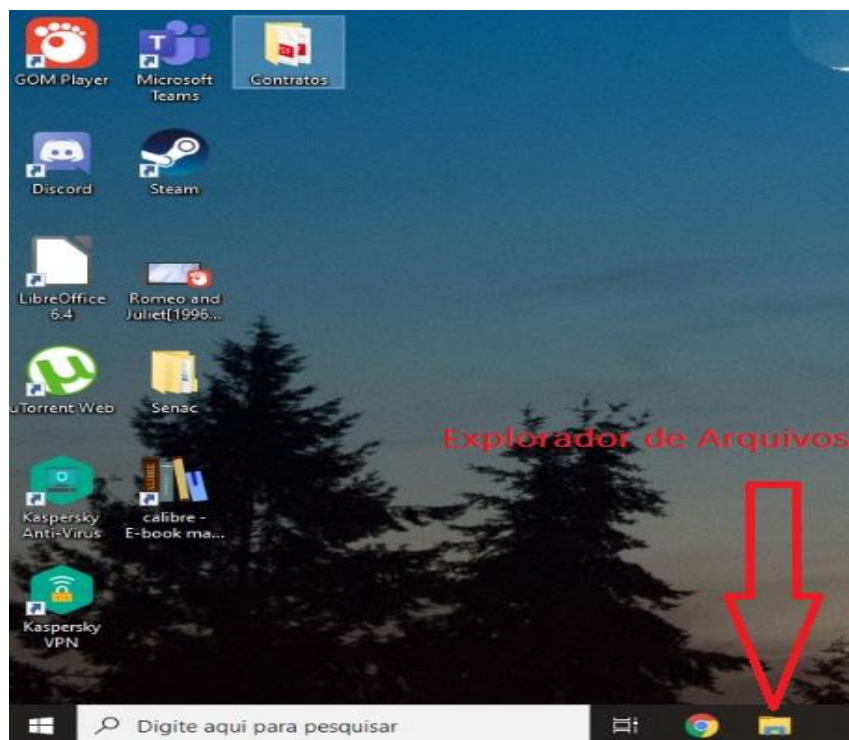 GOM Player
Microsoft
Teams
Contratos
Discord
Steam
LibreOffice
6.4
Romeo and
Juliet[1996...
uTorrent Web
Senac
Explorador de Arquivos
Kaspersky
Anti-Virus
calibre -
E-book ma...
Kaspersky
VPN
Digite aqui para pesquisar